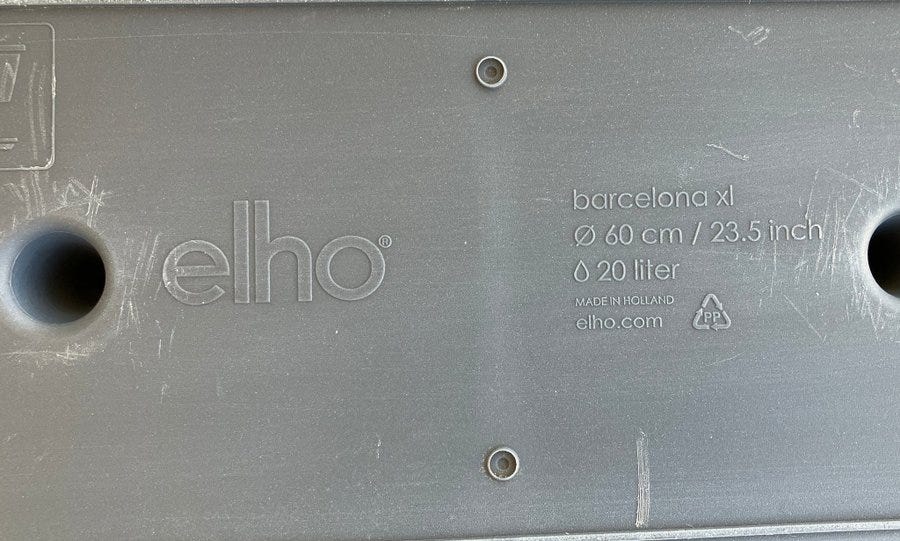 elho®
barcelona xl
Ø 60 cm / 23.5 inch
20 liter
MADE IN HOLLAND
elho.com
PP